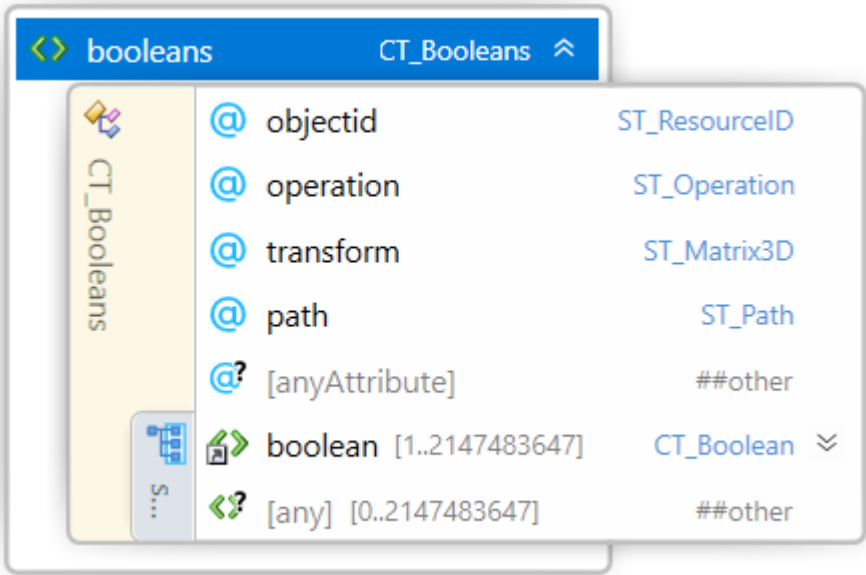 booleans CT_Booleans
CT_Booleans
@ objectid ST_ResourceID
@ operation ST_Operation
@ transform ST_Matrix3D
@ path ST_Path
@? [anyAttribute] ##other
boolean [1..2147483647] CT_Boolean
[any] [0..2147483647] ##other
S...